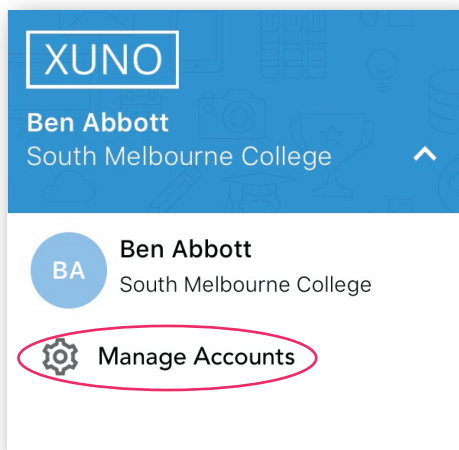 XUNO
Ben Abbott
South Melbourne College
BA
Ben Abbott
South Melbourne College
Manage Accounts